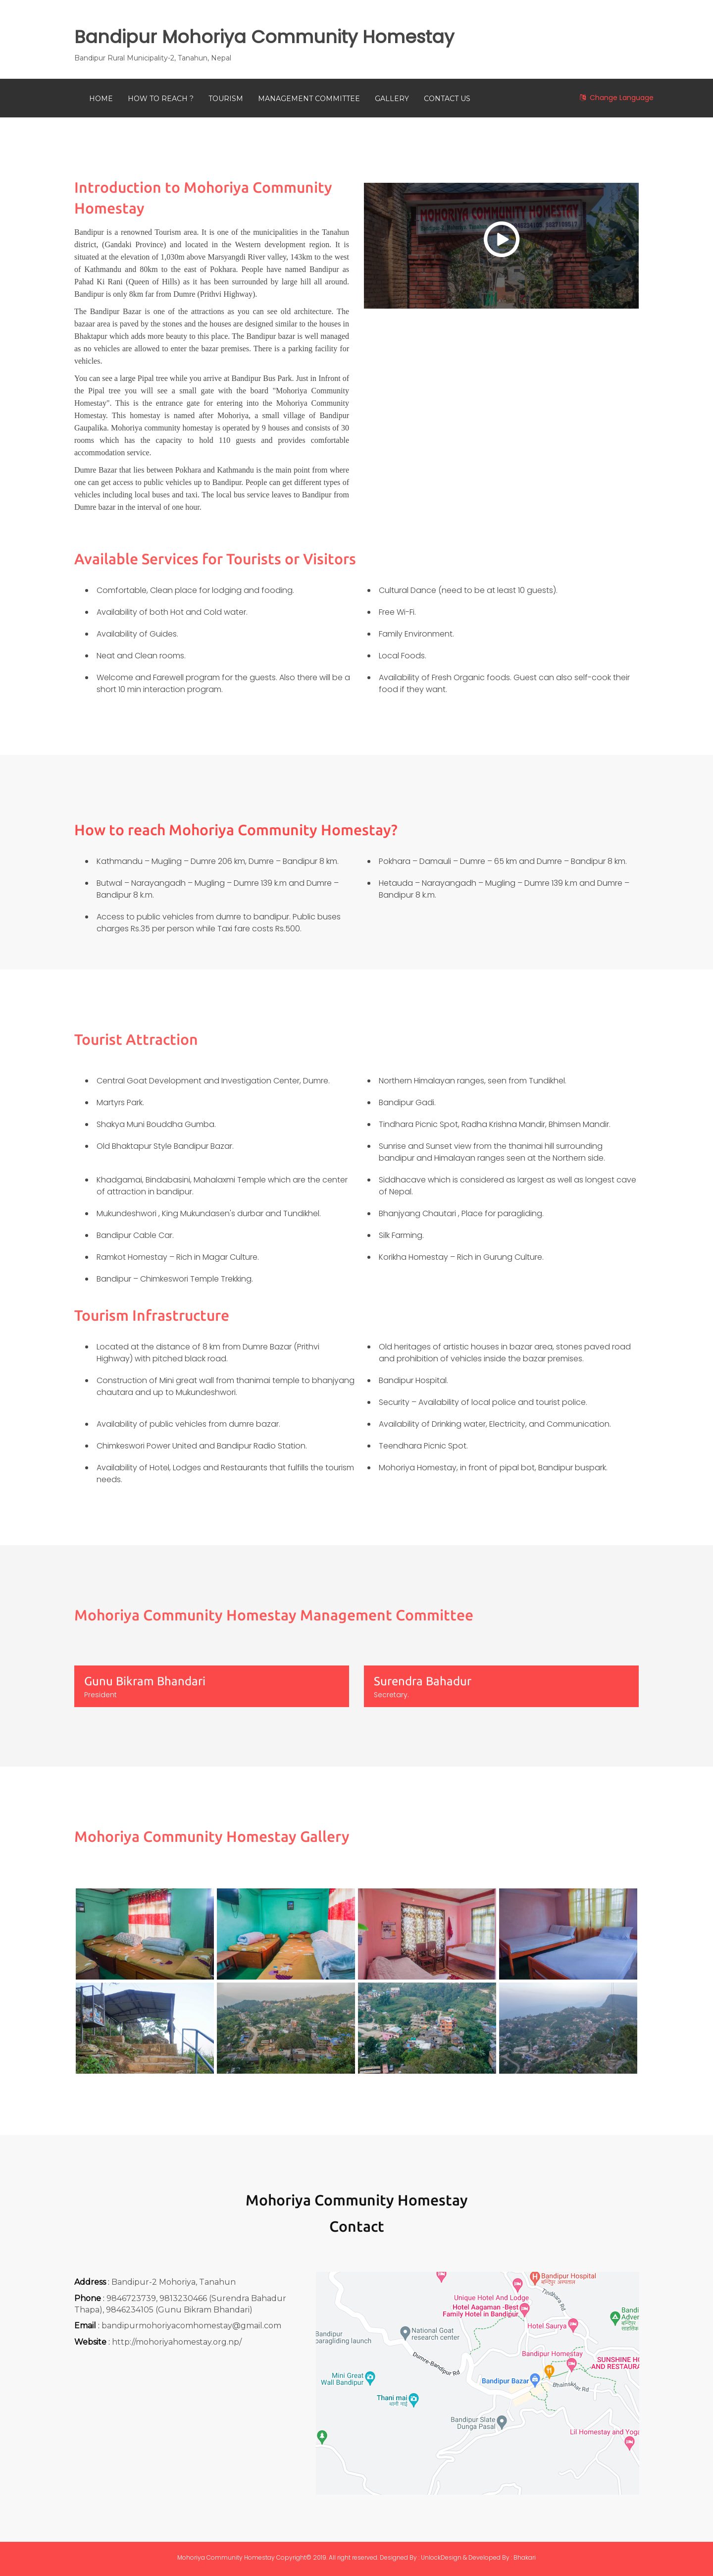 Bandipur Mohoriya Community Homestay
Bandipur Rural Municipality-2, Tanahun, Nepal
HOME HOW TO REACH ? TOURISM MANAGEMENT COMMITTEE GALLERY CONTACT US
Change Language
Introduction to Mohoriya Community
Homestay
Bandipur is a renowned Tourism area. It is one of the municipalities in the Tanahun
district, (Gandaki Province) and located in the Western development region. It is
situated at the elevation of 1,030m above Marsyangdi River valley, 143km to the west
of Kathmandu and 80km to the east of Pokhara. People have named Bandipur as
Pahad Ki Rani (Queen of Hills) as it has been surrounded by large hill all around.
Bandipur is only 8km far from Dumre (Prithvi Highway).
The Bandipur Bazar is one of the attractions as you can see old architecture. The
bazaar area is paved by the stones and the houses are designed similar to the houses in
Bhaktapur which adds more beauty to this place. The Bandipur bazar is well managed
as no vehicles are allowed to enter the bazar premises. There is a parking facility for
vehicles.
You can see a large Pipal tree while you arrive at Bandipur Bus Park. Just in Infront of
the Pipal tree you will see a small gate with the board "Mohoriya Community
Homestay". This is the entrance gate for entering into the Mohoriya Community
Homestay. This homestay is named after Mohoriya, a small village of Bandipur
Gaupalika. Mohoriya community homestay is operated by 9 houses and consists of 30
rooms which has the capacity to hold 110 guests and provides comfortable
accommodation service.
Dumre Bazar that lies between Pokhara and Kathmandu is the main point from where
one can get access to public vehicles up to Bandipur. People can get different types of
vehicles including local buses and taxi. The local bus service leaves to Bandipur from
Dumre bazar in the interval of one hour.
MOHORIYA COMMUNITY HOMESTAY
Available Services for Tourists or Visitors
Comfortable, Clean place for lodging and fooding.
Cultural Dance (need to be at least 10 guests).
Availability of both Hot and Cold water.
Free Wi-Fi.
Availability of Guides.
Family Environment.
Neat and Clean rooms.
Local Foods.
Welcome and Farewell program for the guests. Also there will be a
short 10 min interaction program.
Availability of Fresh Organic foods. Guest can also self-cook their
food if they want.
How to reach Mohoriya Community Homestay?
Kathmandu – Mugling – Dumre 206 km, Dumre – Bandipur 8 km.
Pokhara – Damauli – Dumre – 65 km and Dumre – Bandipur 8 km.
Butwal – Narayangadh – Mugling – Dumre 139 k.m and Dumre –
Bandipur 8 k.m.
Hetauda – Narayangadh – Mugling – Dumre 139 k.m and Dumre –
Bandipur 8 k.m.
Access to public vehicles from dumre to bandipur. Public buses
charges Rs.35 per person while Taxi fare costs Rs.500.
Tourist Attraction
Central Goat Development and Investigation Center, Dumre.
Northern Himalayan ranges, seen from Tundikhel.
Martyrs Park.
Bandipur Gadi.
Shakya Muni Bouddha Gumba.
Tindhara Picnic Spot, Radha Krishna Mandir, Bhimsen Mandir.
Old Bhaktapur Style Bandipur Bazar.
Sunrise and Sunset view from the thanimai hill surrounding
bandipur and Himalayan ranges seen at the Northern side.
Khadgamai, BIndabasini, Mahalaxmi Temple which are the center
of attraction in bandipur.
Siddhacave which is considered as largest as well as longest cave
of Nepal.
Mukundeshwori , King Mukundasen's durbar and Tundikhel.
Bhanjyang Chautari , Place for paragliding.
Bandipur Cable Car.
SIlk Farming.
Ramkot Homestay – Rich in Magar Culture.
Korikha Homestay – Rich in Gurung Culture.
Bandipur – Chimkeswori Temple Trekking.
Tourism Infrastructure
Located at the distance of 8 km from Dumre Bazar (Prithvi
Highway) with pitched black road.
Old heritages of artistic houses in bazar area, stones paved road
and prohibition of vehicles inside the bazar premises.
Construction of Mini great wall from thanimai temple to bhanjyang
chautara and up to Mukundeshwori.
Bandipur Hospital.
Security – Availability of local police and tourist police.
Availability of public vehicles from dumre bazar.
Availability of Drinking water, Electricity, and Communication.
Chimkeswori Power United and Bandipur Radio Station.
Teendhara Picnic Spot.
Availability of Hotel, Lodges and Restaurants that fulfills the tourism
needs.
Mohoriya Homestay, in front of pipal bot, Bandipur buspark.
Mohoriya Community Homestay Management Committee
Gunu Bikram Bhandari
President
Surendra Bahadur
Secretary.
Mohoriya Community Homestay Gallery
Mohoriya Community Homestay
Contact
Address : Bandipur-2 Mohoriya, Tanahun
Phone : 9846723739, 9813230466 (Surendra Bahadur
Thapa), 9846234105 (Gunu Bikram Bhandari)
Email : bandipurmohoriyacomhomestay@gmail.com
Website : http://mohoriyahomestay.org.np/
Bandipur Hospital
Unique Hotel And Lodge
Tindhara Rd
Hotel Aagaman -Best
Family Hotel in Bandipur
Bandi
Adver
Hotel Saurya
National Goat
research center
Bandipur
paragliding launch
Dumre-Bandipur Rd
Bandipur Homestay
SUNSHINE HO
AND RESTAURA
Mini Great
Wall Bandipur
Bandipur Bazar
Thani mai
थानी माई
Bandipur Slate
Dunga Pasal
Lil Homestay and Yoga
Mohoriya Community Homestay Copyright© 2019. All right reserved. Designed By : UnlockDesign & Developed By : Bhakari